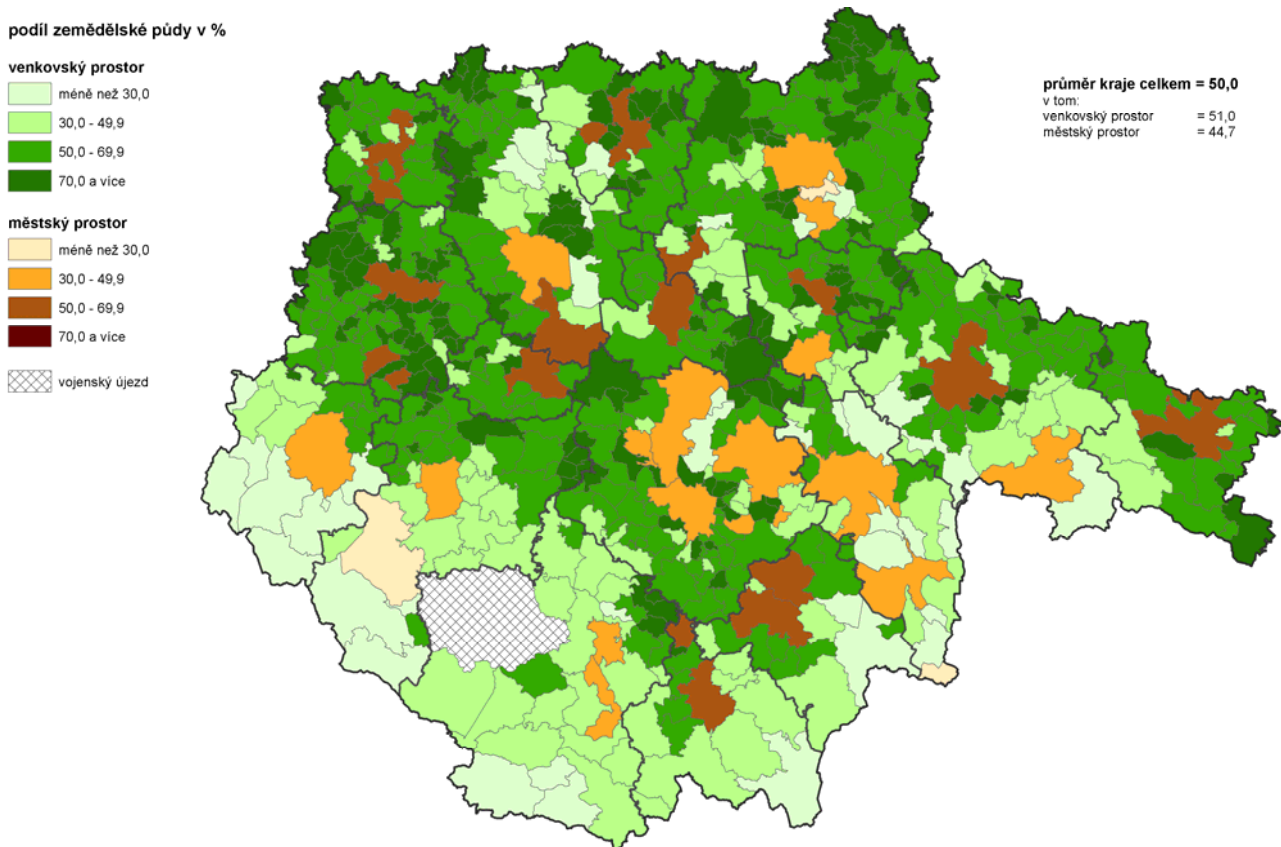 podíl zemědělské půdy v %
venkovský prostor
méně než 30,0
30,0 - 49,9
50,0 - 69,9
70,0 a více
městský prostor
méně než 30,0
30,0 - 49,9
50,0 - 69,9
70,0 a více
vojenský újezd
průměr kraje celkem = 50,0
v tom:
venkovský prostor = 51,0
městský prostor = 44,7